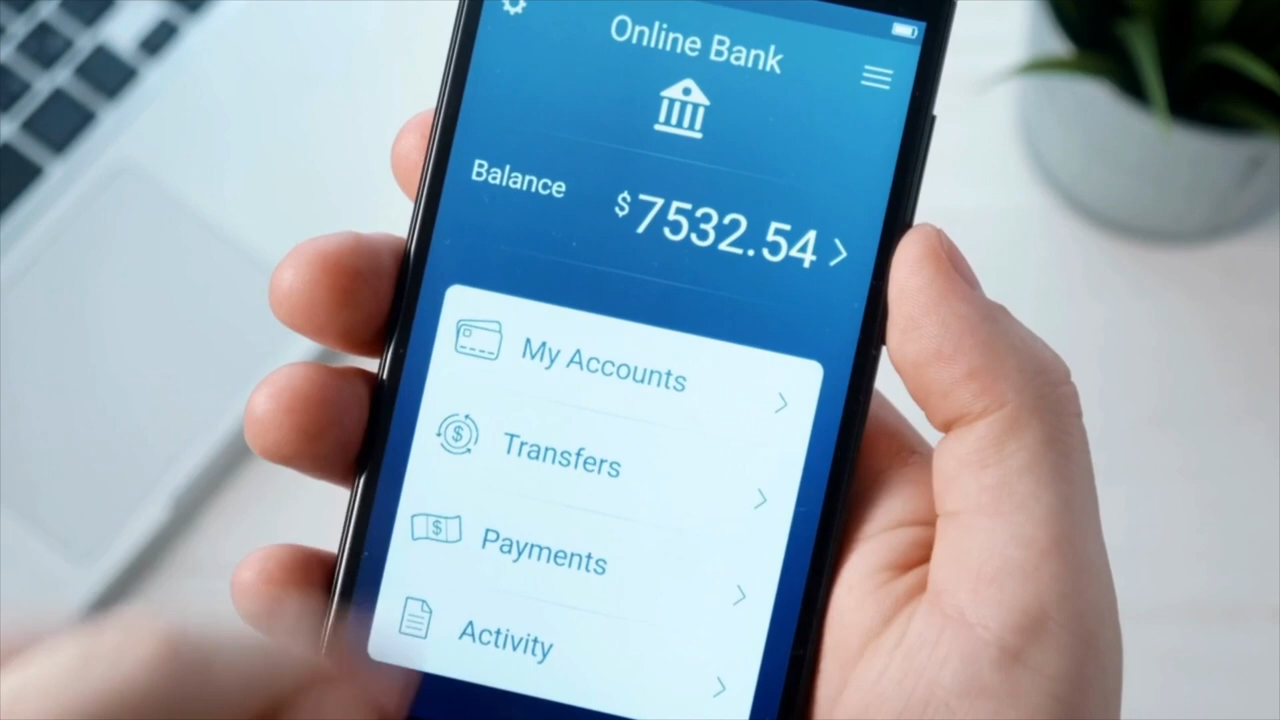 Online Bank
Balance $7532.54
My Accounts
Transfers
Payments
Activity